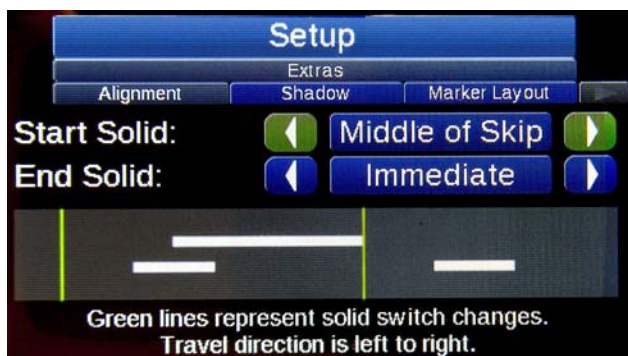 Setup
Extras
Alignment Shadow Marker Layout
Start Solid: Middle of Skip
End Solid: Immediate
Green lines represent solid switch changes.
Travel direction is left to right.